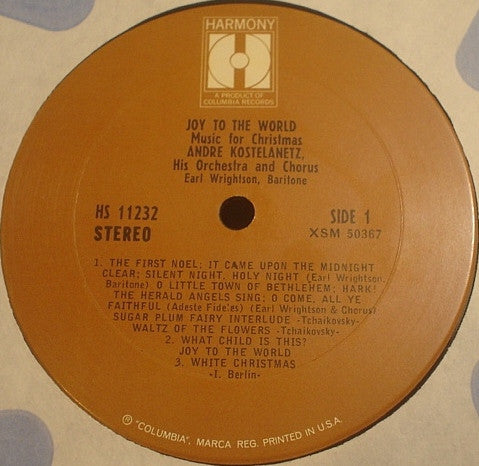 HARMONY
A PRODUCT OF
COLUMBIA RECORDS
JOY TO THE WORLD
Music for Christmas
ANDRE KOSTELANETZ,
His Orchestra and Chorus
Earl Wrightson, Baritone
HS 11232
STEREO
SIDE 1
XSM 50367
1. THE FIRST NOEL; IT CAME UPON THE MIDNIGHT
CLEAR; SILENT NIGHT, HOLY NIGHT (Earl Wrightson,
Baritone) O LITTLE TOWN OF BETHLEHEM; HARK!
THE HERALD ANGELS SING; O COME, ALL YE
FAITHFUL (Adeste Fide'es) (Earl Wrightson & Chorus)
SUGAR PLUM FAIRY INTERLUDE -Tchaikovsky-
WALTZ OF THE FLOWERS -Tchaikovsky-
2. WHAT CHILD IS THIS?
JOY TO THE WORLD
3. WHITE CHRISTMAS
-I. Berlin-
Ⓟ "COLUMBIA", MARCA REG. PRINTED IN U.S.A.